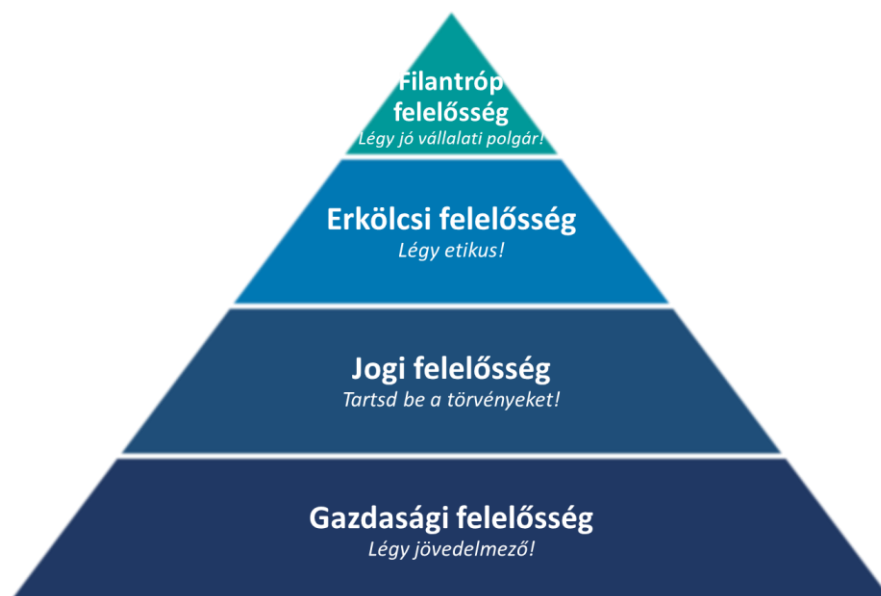 Filantróp
felelősség
Légy jó vállalati polgár!
Erkölcsi felelősség
Légy etikus!
Jogi felelősség
Tartsd be a törvényeket!
Gazdasági felelősség
Légy jövedelmező!